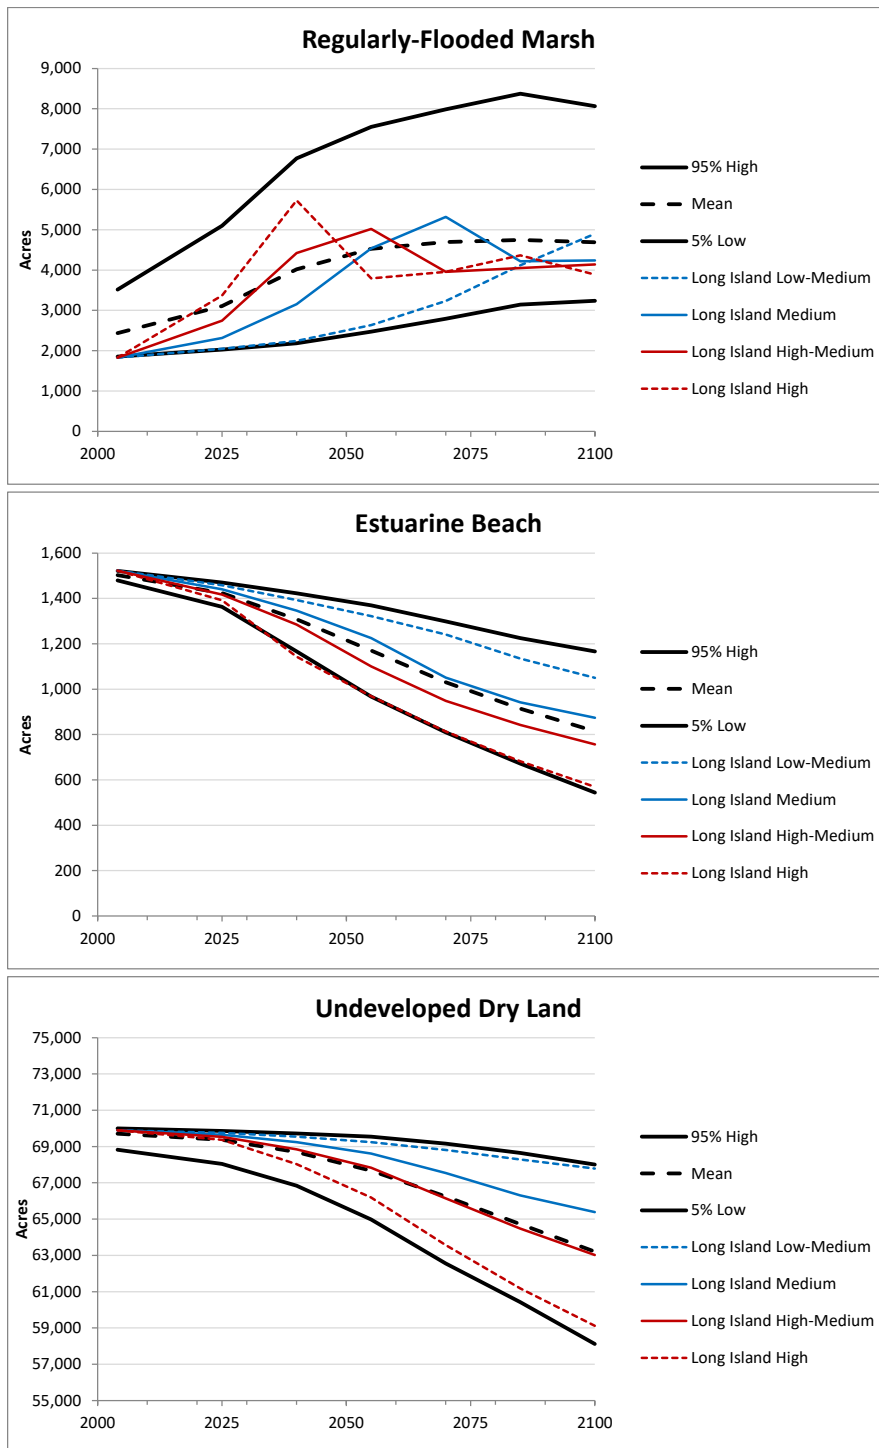 Regularly-Flooded Marsh
9,000
8,000
7,000
6,000
5,000
4,000
3,000
2,000
1,000
0
Acres
2000 2025 2050 2075 2100
95% High
Mean
5% Low
Long Island Low-Medium
Long Island Medium
Long Island High-Medium
Long Island High
Estuarine Beach
1,600
1,400
1,200
1,000
800
600
400
200
0
Acres
2000 2025 2050 2075 2100
95% High
Mean
5% Low
Long Island Low-Medium
Long Island Medium
Long Island High-Medium
Long Island High
Undeveloped Dry Land
75,000
73,000
71,000
69,000
67,000
65,000
63,000
61,000
59,000
57,000
55,000
Acres
2000 2025 2050 2075 2100
95% High
Mean
5% Low
Long Island Low-Medium
Long Island Medium
Long Island High-Medium
Long Island High